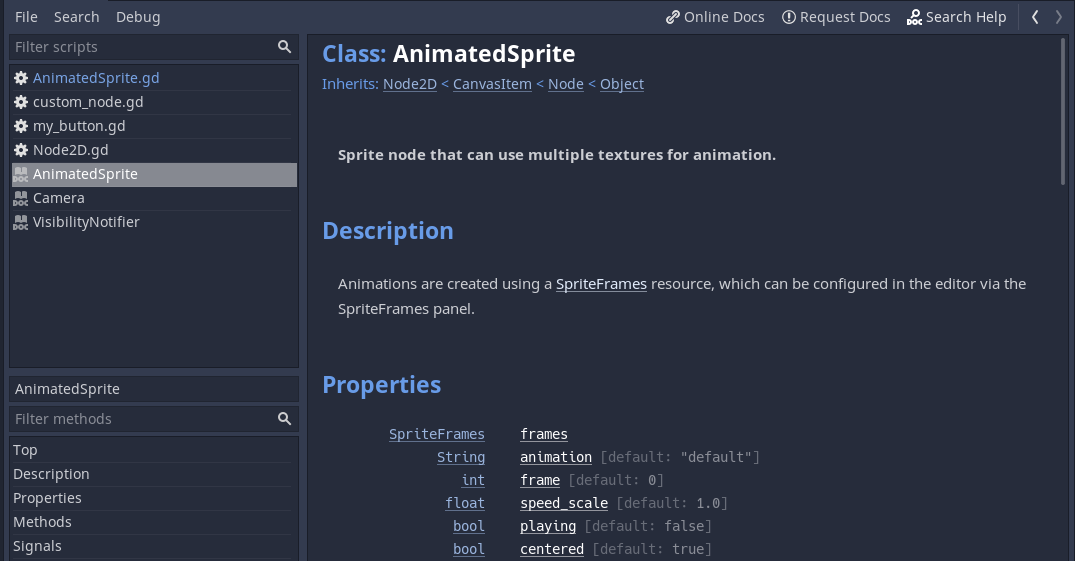 File Search Debug Online Docs Request Docs Search Help
Filter scripts
AnimatedSprite.gd
custom_node.gd
my_button.gd
Node2D.gd
AnimatedSprite
Camera
VisibilityNotifier
AnimatedSprite
Filter methods
Top
Description
Properties
Methods
Signals
Class: AnimatedSprite
Inherits: Node2D < CanvasItem < Node < Object
Sprite node that can use multiple textures for animation.
Description
Animations are created using a SpriteFrames resource, which can be configured in the editor via the
SpriteFrames panel.
Properties
SpriteFrames frames
String animation [default: "default"]
int frame [default: 0]
float speed_scale [default: 1.0]
bool playing [default: false]
bool centered [default: true]